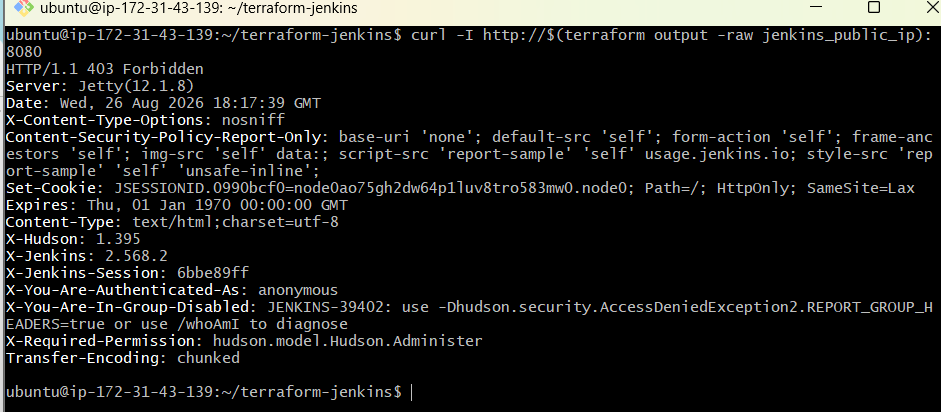 ubuntu@ip-172-31-43-139: ~/terraform-jenkins
ubuntu@ip-172-31-43-139:~/terraform-jenkins$ curl -I http://$(terraform output -raw jenkins_public_ip):
8080
HTTP/1.1 403 Forbidden
Server: Jetty(12.1.8)
Date: Wed, 26 Aug 2026 18:17:39 GMT
X-Content-Type-Options: nosniff
Content-Security-Policy-Report-Only: base-uri 'none'; default-src 'self'; form-action 'self'; frame-anc
estors 'self'; img-src 'self' data:; script-src 'report-sample' 'self' usage.jenkins.io; style-src 'rep
ort-sample' 'self' 'unsafe-inline';
Set-Cookie: JSESSIONID.0990bcf0=node0ao75gh2dw64p1luv8tro583mw0.node0; Path=/; HttpOnly; SameSite=Lax
Expires: Thu, 01 Jan 1970 00:00:00 GMT
Content-Type: text/html;charset=utf-8
X-Hudson: 1.395
X-Jenkins: 2.568.2
X-Jenkins-Session: 6bbe89ff
X-You-Are-Authenticated-As: anonymous
X-You-Are-In-Group-Disabled: JENKINS-39402: use -Dhudson.security.AccessDeniedException2.REPORT_GROUP_H
EADERS=true or use /whoAmI to diagnose
X-Required-Permission: hudson.model.Hudson.Administer
Transfer-Encoding: chunked
ubuntu@ip-172-31-43-139:~/terraform-jenkins$